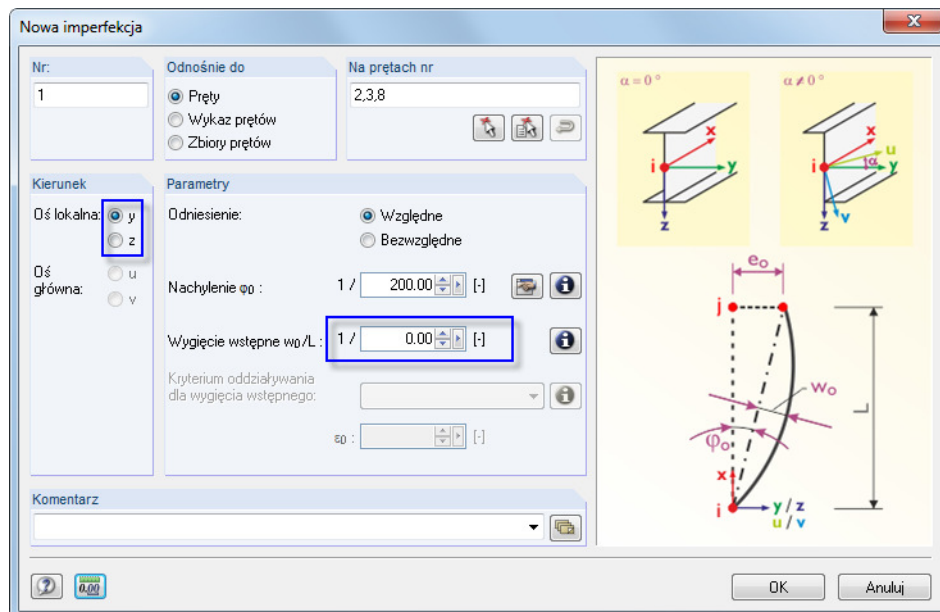 Nowa imperfekcja
Nr:
1
Odnośnie do
Pręty
Wykaz prętów
Zbiory prętów
Na prętach nr
2,3,8
Kierunek
Oś lokalna: y
z
Oś główna: u
v
Parametry
Odniesienie: Względne
Bezwzględne
Nachylenie φ0 : 1 / 200.00 [-]
Wygięcie wstępne w0/L : 1 / 0.00 [-]
Kryterium oddziaływania
dla wygięcia wstępnego:
ε0 : [-]
Komentarz
α = 0 °
x
i
y
z
α ≠ 0 °
x
u
i
α
y
v
z
e0
j
w0
L
φ0
x
i
y / z
u / v
0.00
OK
Anuluj